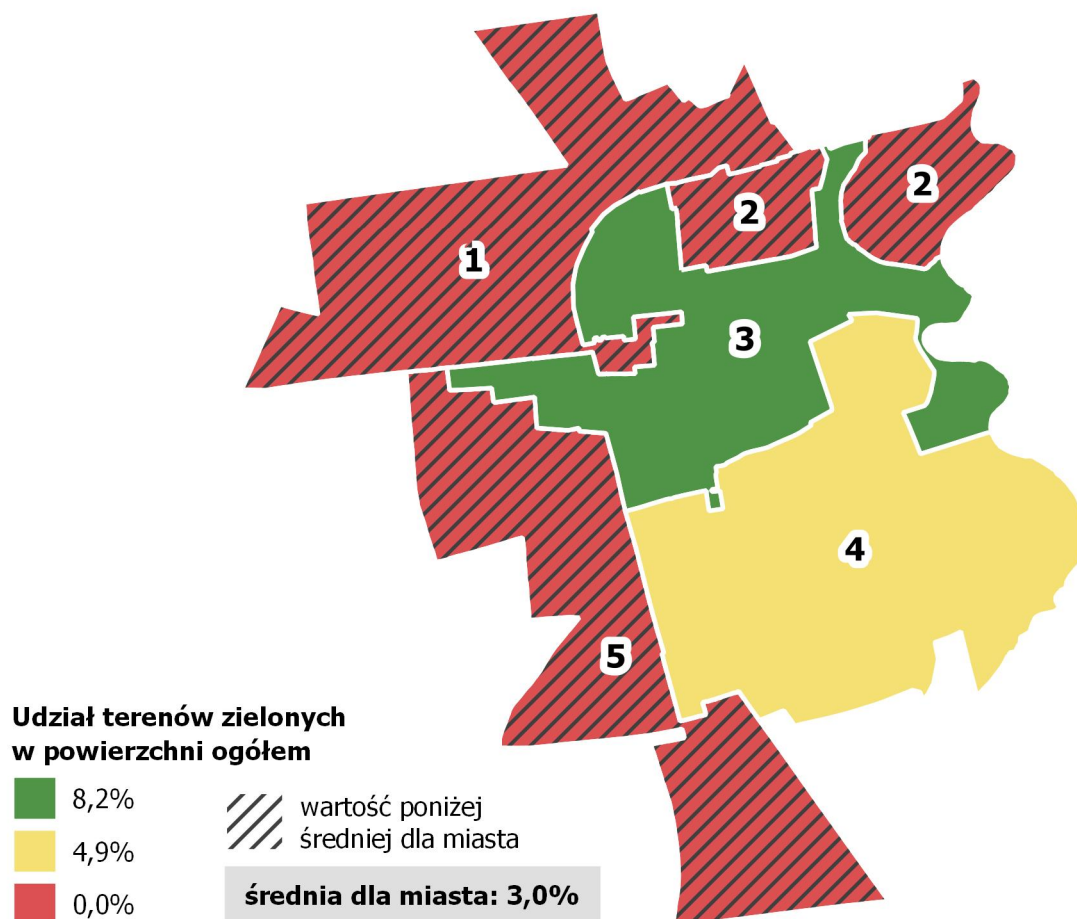 2
2
1
3
4
5
Udział terenów zielonych
w powierzchni ogółem
8,2%
4,9%
0,0%
wartość poniżej
średniej dla miasta
średnia dla miasta: 3,0%